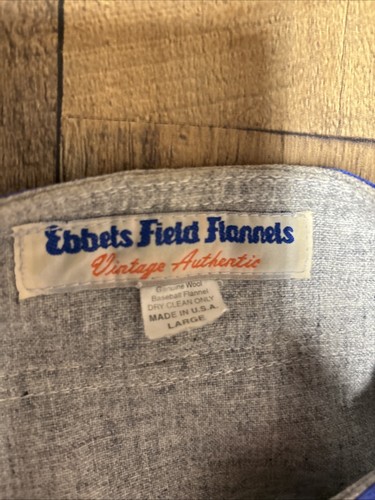 Ebbets Field Flannels
Vintage Authentic
Genuine Wool
Baseball Flannel
DRY CLEAN ONLY
MADE IN U.S.A.
LARGE